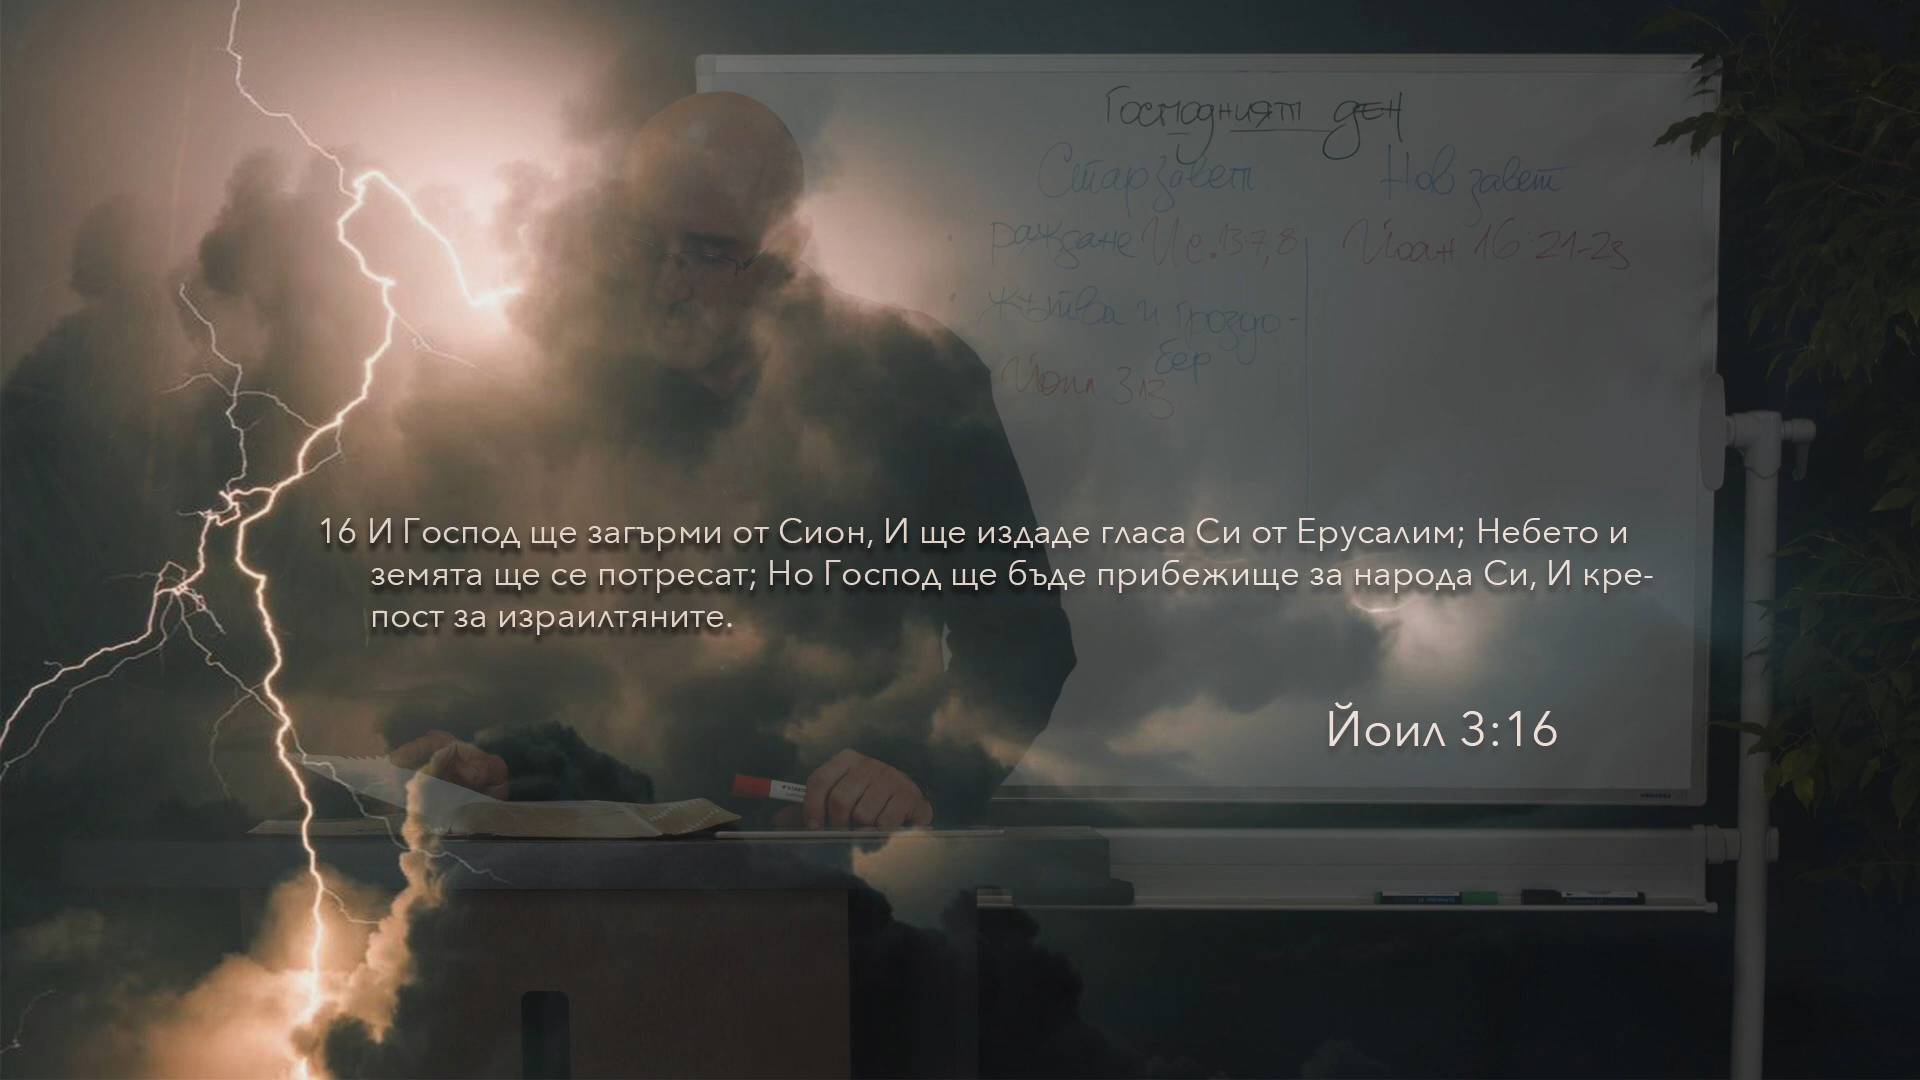 Господният ден
Стар завет
Нов завет
раждане Ис. 13:7,8
Йоан 16:21-23
жътва и гроздо-
бер
Йоил 3:13
16 И Господ ще загърми от Сион, И ще издаде гласа Си от Ерусалим; Небето и
земята ще се потресат; Но Господ ще бъде прибежище за народа Си, И кре-
пост за израилтяните.
Йоил 3:16